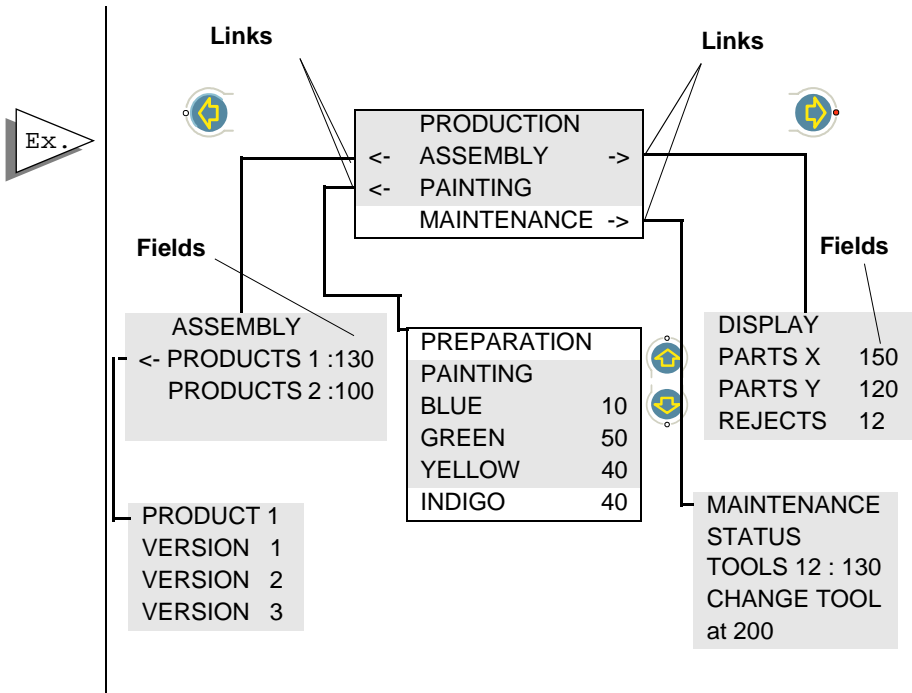 Links
Links
Ex.
PRODUCTION
<- ASSEMBLY ->
<- PAINTING
MAINTENANCE ->
Fields
Fields
ASSEMBLY
<- PRODUCTS 1 :130
PRODUCTS 2 :100
PREPARATION
PAINTING
BLUE 10
GREEN 50
YELLOW 40
INDIGO 40
DISPLAY
PARTS X 150
PARTS Y 120
REJECTS 12
PRODUCT 1
VERSION 1
VERSION 2
VERSION 3
MAINTENANCE
STATUS
TOOLS 12 : 130
CHANGE TOOL
at 200